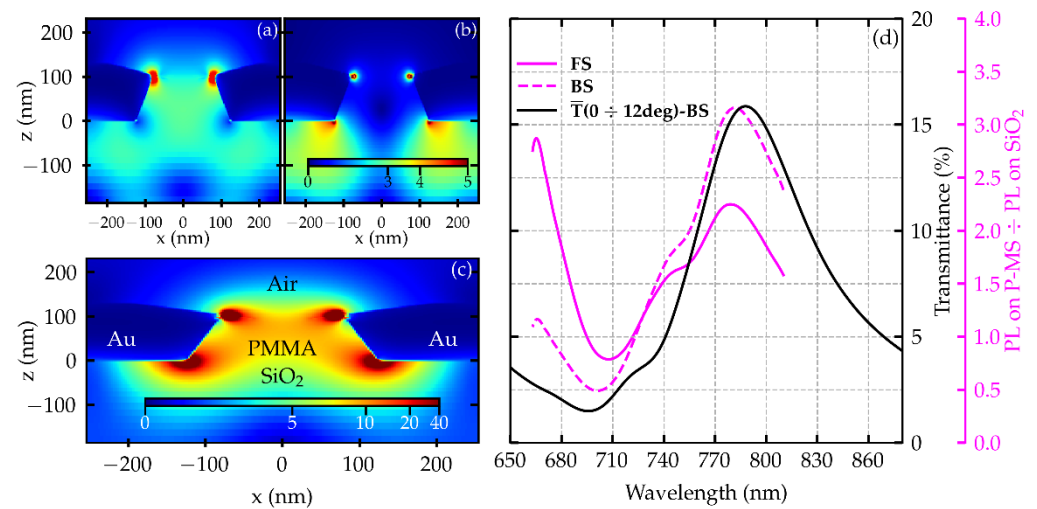 (a)
200
100
0
−100
z (nm)
−200
−100
0
100
200
x (nm)
(b)
0
3
4
5
−200
−100
0
100
200
x (nm)
(c)
200
100
0
−100
z (nm)
Air
Au
PMMA
Au
SiO₂
0
5
10
20
40
−200
−100
0
100
200
x (nm)
(d)
FS
BS
T̅(0 ÷ 12deg)-BS
20
15
10
5
0
Transmittance (%)
4.0
3.5
3.0
2.5
2.0
1.5
1.0
0.5
0.0
PL on P-MS ÷ PL on SiO₂
650
680
710
740
770
800
830
860
Wavelength (nm)